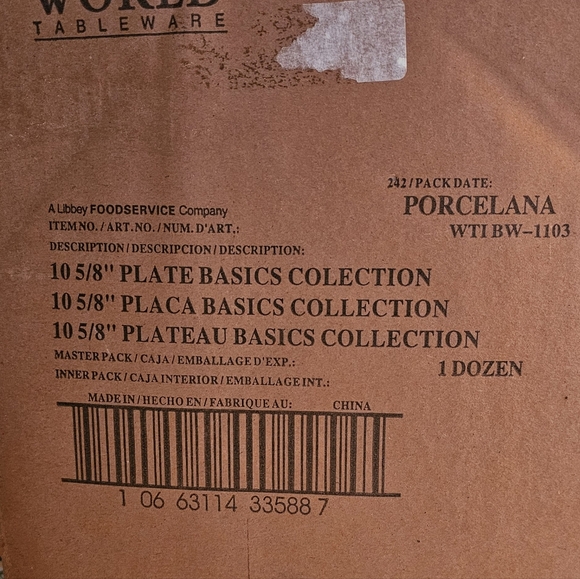 WORLD
TABLEWARE
242/PACK DATE:
PORCELANA
WTI BW-1103
A Libbey FOODSERVICE Company
ITEM NO./ART.NO./NUM.D'ART.:
DESCRIPTION/DESCRIPCION/DESCRIPTION:
10 5/8" PLATE BASICS COLECTION
10 5/8" PLACA BASICS COLLECTION
10 5/8" PLATEAU BASICS COLLECTION
MASTER PACK/CAJA/EMBALLAGE D'EXP.: 1 DOZEN
INNER PACK/CAJA INTERIOR/EMBALLAGE INT.:
MADE IN/HECHO EN/FABRIQUE AU: CHINA
1 06 63114 33588 7